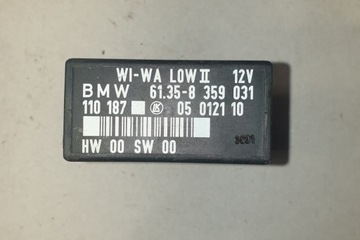 WI-WA LOW II 12V
BMW 61.35-8 359 031
110 187 LK 05 0121 10
HW 00 SW 00